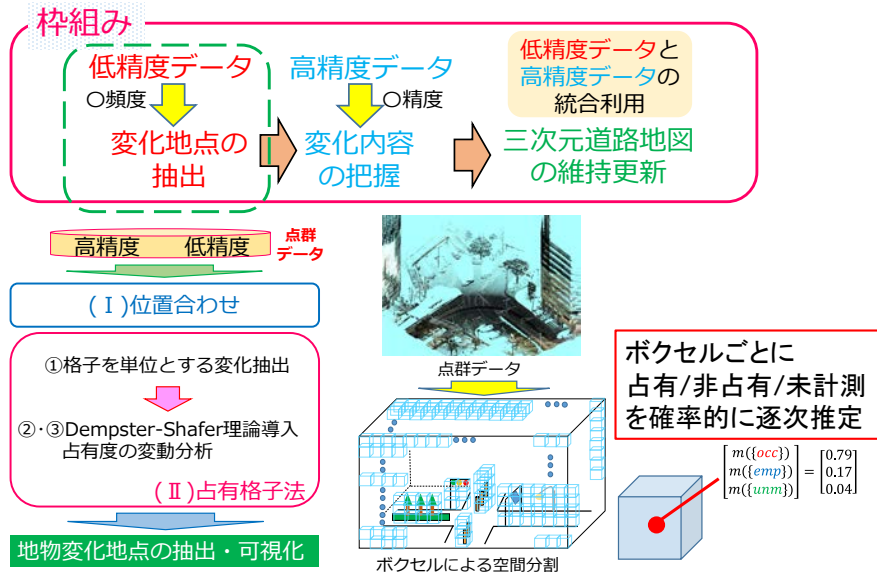 枠組み
低精度データ
〇頻度
変化地点の
抽出
高精度データ
〇精度
変化内容
の把握
低精度データと
高精度データの
統合利用
三次元道路地図
の維持更新
高精度 低精度
点群
データ
(Ⅰ)位置合わせ
①格子を単位とする変化抽出
②・③Dempster-Shafer理論導入
占有度の変動分析
(Ⅱ)占有格子法
地物変化地点の抽出・可視化
点群データ
ボクセルによる空間分割
ボクセルごとに
占有/非占有/未計測
を確率的に逐次推定
m({occ}) 0.79
m({emp}) = 0.17
m({unm}) 0.04